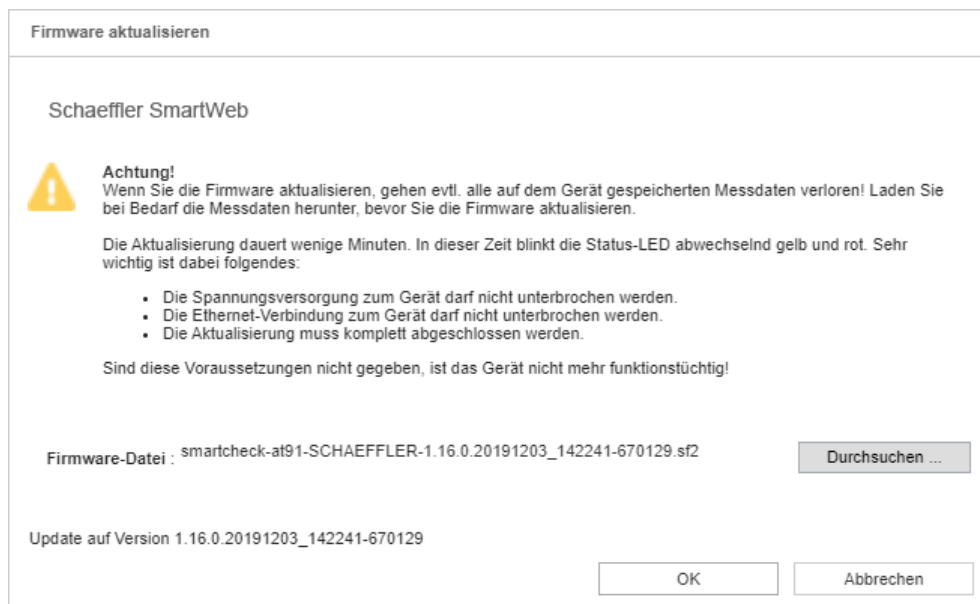 Firmware aktualisieren
Schaeffler SmartWeb
Achtung!
Wenn Sie die Firmware aktualisieren, gehen evtl. alle auf dem Gerät gespeicherten Messdaten verloren! Laden Sie
bei Bedarf die Messdaten herunter, bevor Sie die Firmware aktualisieren.
Die Aktualisierung dauert wenige Minuten. In dieser Zeit blinkt die Status-LED abwechselnd gelb und rot. Sehr
wichtig ist dabei folgendes:
• Die Spannungsversorgung zum Gerät darf nicht unterbrochen werden.
• Die Ethernet-Verbindung zum Gerät darf nicht unterbrochen werden.
• Die Aktualisierung muss komplett abgeschlossen werden.
Sind diese Voraussetzungen nicht gegeben, ist das Gerät nicht mehr funktionstüchtig!
Firmware-Datei : smartcheck-at91-SCHAEFFLER-1.16.0.20191203_142241-670129.sf2 Durchsuchen ...
Update auf Version 1.16.0.20191203_142241-670129
OK Abbrechen